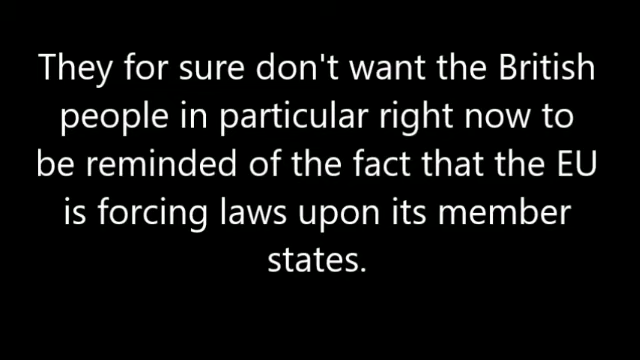 They for sure don't want the British
people in particular right now to
be reminded of the fact that the EU
is forcing laws upon its member
states.